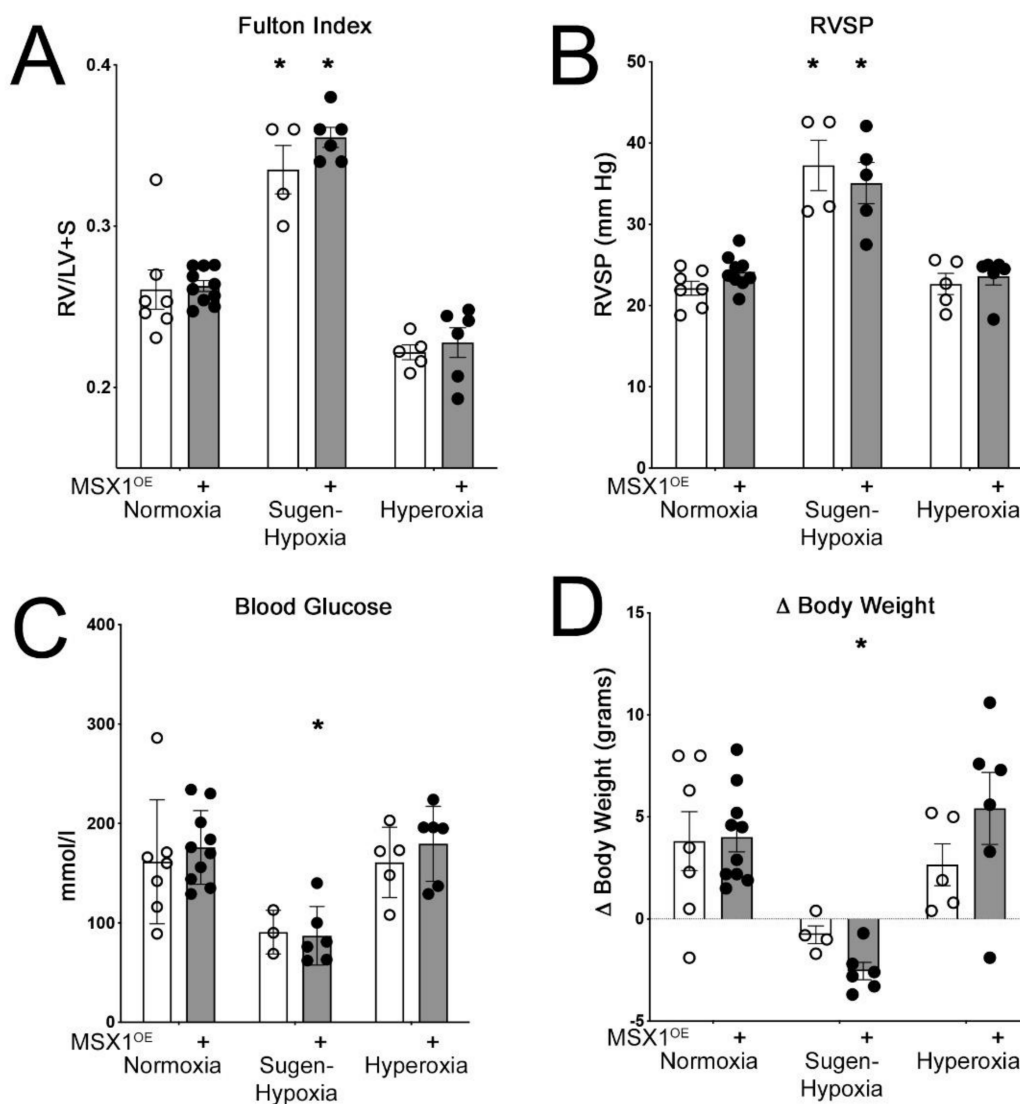 A
Fulton Index
* *
0.4
0.3
0.2
RV/LV+S
MSX1OE + + +
Normoxia Sugen-Hypoxia Hyperoxia
B
RVSP
* *
50
40
30
20
10
0
RVSP (mm Hg)
MSX1OE + + +
Normoxia Sugen-Hypoxia Hyperoxia
C
Blood Glucose
400
300
200
100
0
*
mmol/l
MSX1OE + + +
Normoxia Sugen-Hypoxia Hyperoxia
D
Δ Body Weight
15
10
5
0
-5
*
Δ Body Weight (grams)
MSX1OE + + +
Normoxia Sugen-Hypoxia Hyperoxia